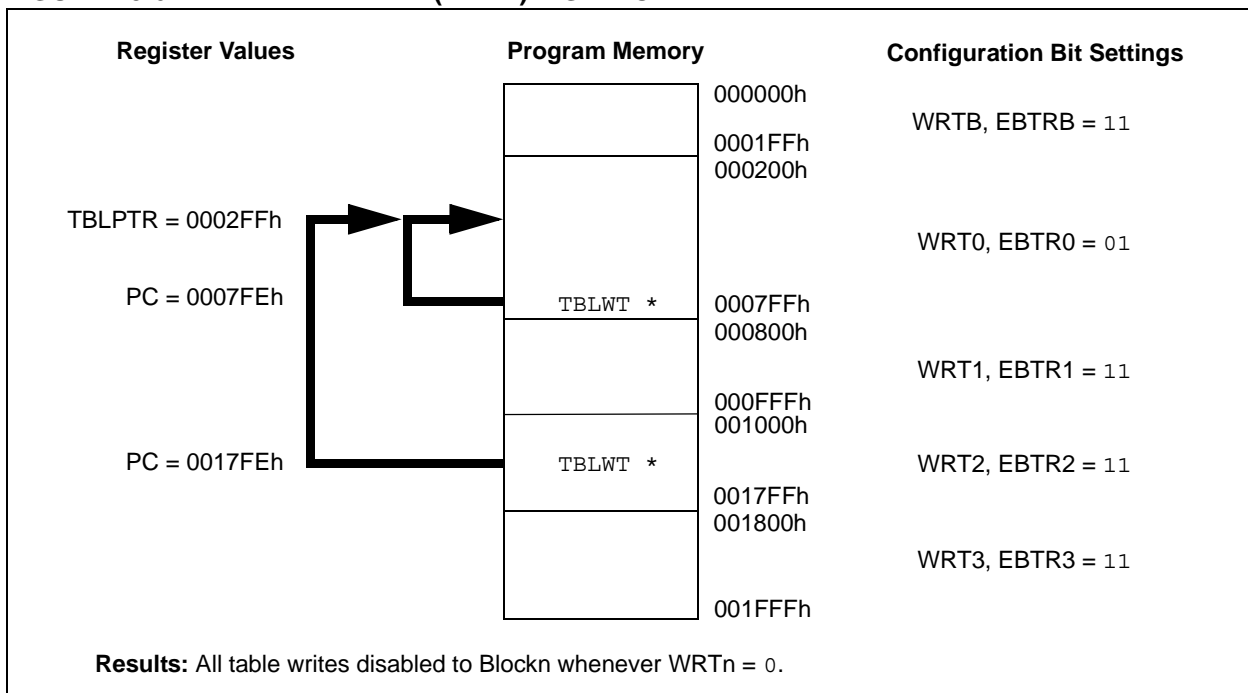 Register Values Program Memory Configuration Bit Settings
000000h
WRTB, EBTRB = 11
0001FFh
000200h
TBLPTR = 0002FFh
WRT0, EBTR0 = 01
PC = 0007FEh TBLWT * 0007FFh
000800h
WRT1, EBTR1 = 11
000FFFh
001000h
PC = 0017FEh TBLWT * WRT2, EBTR2 = 11
0017FFh
001800h
WRT3, EBTR3 = 11
001FFFh
Results: All table writes disabled to Blockn whenever WRTn = 0.